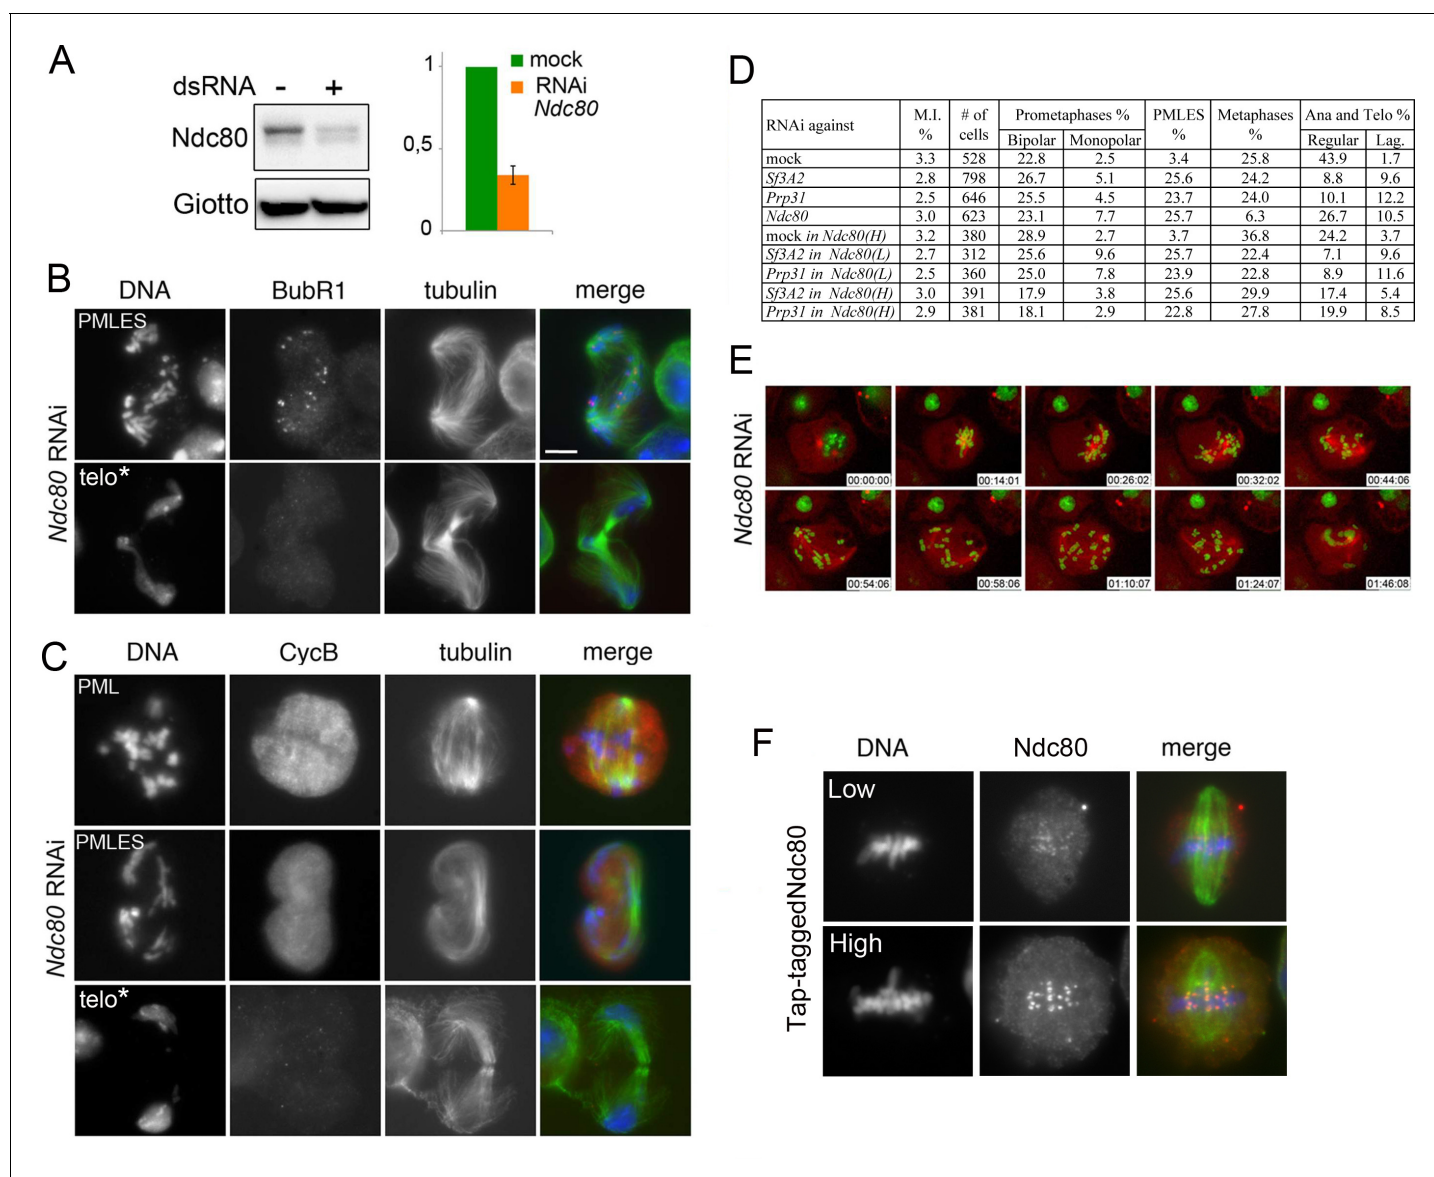 A
dsRNA - +
Ndc80
Giotto
1
0,5
0
mock
RNAi
Ndc80
B
DNA BubR1 tubulin merge
Ndc80 RNAi
PMLES
telo*
C
DNA CycB tubulin merge
Ndc80 RNAi
PML
PMLES
telo*
D
RNAi against M.I. % # of cells Prometaphases % PMLES % Metaphases % Ana and Telo %
Bipolar Monopolar Regular Lag.
mock 3.3 528 22.8 2.5 3.4 25.8 43.9 1.7
Sf3A2 2.8 798 26.7 5.1 25.6 24.2 8.8 9.6
Prp31 2.5 646 25.5 4.5 23.7 24.0 10.1 12.2
Ndc80 3.0 623 23.1 7.7 25.7 6.3 26.7 10.5
mock in Ndc80(H) 3.2 380 28.9 2.7 3.7 36.8 24.2 3.7
Sf3A2 in Ndc80(L) 2.7 312 25.6 9.6 25.7 22.4 7.1 9.6
Prp31 in Ndc80(L) 2.5 360 25.0 7.8 23.9 22.8 8.9 11.6
Sf3A2 in Ndc80(H) 3.0 391 17.9 3.8 25.6 29.9 17.4 5.4
Prp31 in Ndc80(H) 2.9 381 18.1 2.9 22.8 27.8 19.9 8.5
E
Ndc80 RNAi
00:00:00 00:14:01 00:26:02 00:32:02 00:44:06
00:54:06 00:58:06 01:10:07 01:24:07 01:46:08
F
DNA Ndc80 merge
Tap-taggedNdc80
Low
High